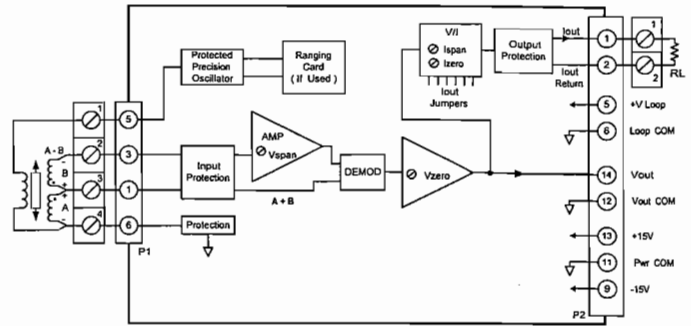 V/I
Ispan
Izero
Iout
Jumpers
Output
Protection
Iout
Iout
Return
1
2
1
2
RL
Protected
Precision
Oscillator
Ranging
Card
( If Used )
5
+V Loop
6
Loop COM
1
5
A - B
2
3
B
+
+
A
-
-
3
1
4
6
Input
Protection
AMP
Vspan
A + B
DEMOD
Vzero
14
Vout
12
Vout COM
13
+15V
11
Pwr COM
9
-15V
Protection
P1
P2